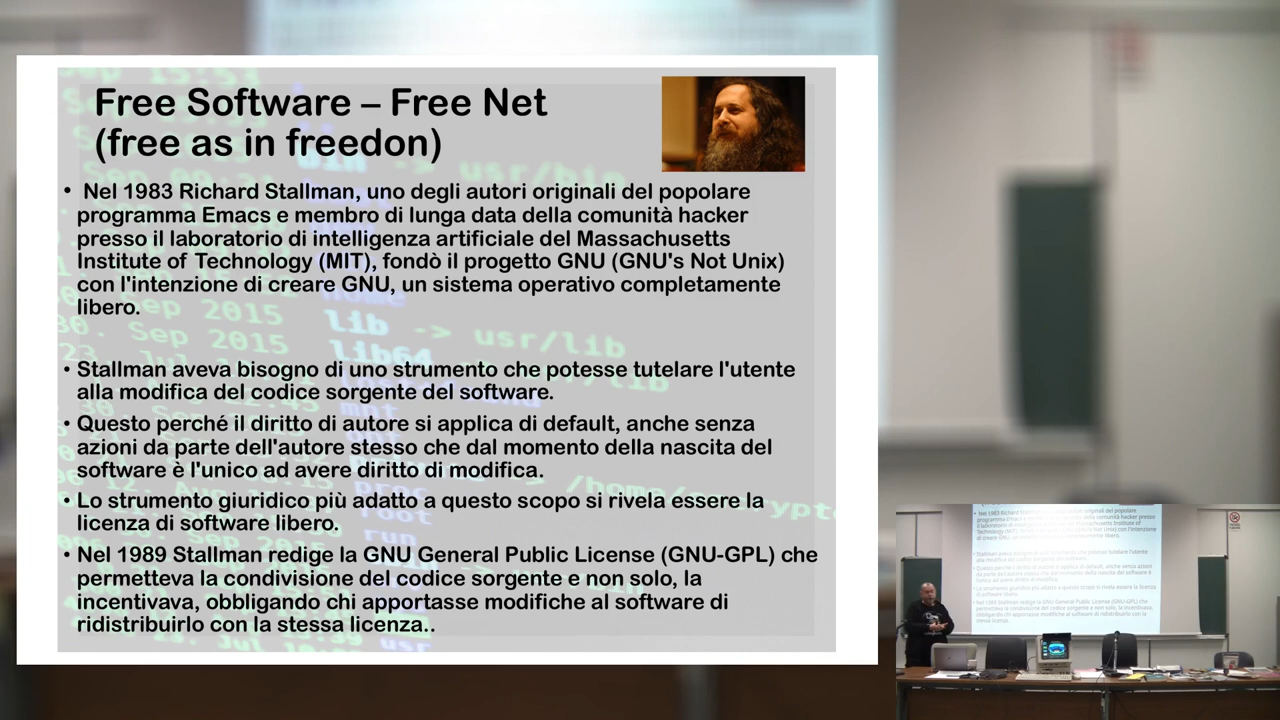 Free Software – Free Net
(free as in freedon)
• Nel 1983 Richard Stallman, uno degli autori originali del popolare
programma Emacs e membro di lunga data della comunità hacker
presso il laboratorio di intelligenza artificiale del Massachusetts
Institute of Technology (MIT), fondò il progetto GNU (GNU's Not Unix)
con l'intenzione di creare GNU, un sistema operativo completamente
libero.
• Stallman aveva bisogno di uno strumento che potesse tutelare l'utente
alla modifica del codice sorgente del software.
• Questo perché il diritto di autore si applica di default, anche senza
azioni da parte dell'autore stesso che dal momento della nascita del
software è l'unico ad avere diritto di modifica.
• Lo strumento giuridico più adatto a questo scopo si rivela essere la
licenza di software libero.
• Nel 1989 Stallman redige la GNU General Public License (GNU-GPL) che
permetteva la condivisione del codice sorgente e non solo, la
incentivava, obbligando chi apportasse modifiche al software di
ridistribuirlo con la stessa licenza..